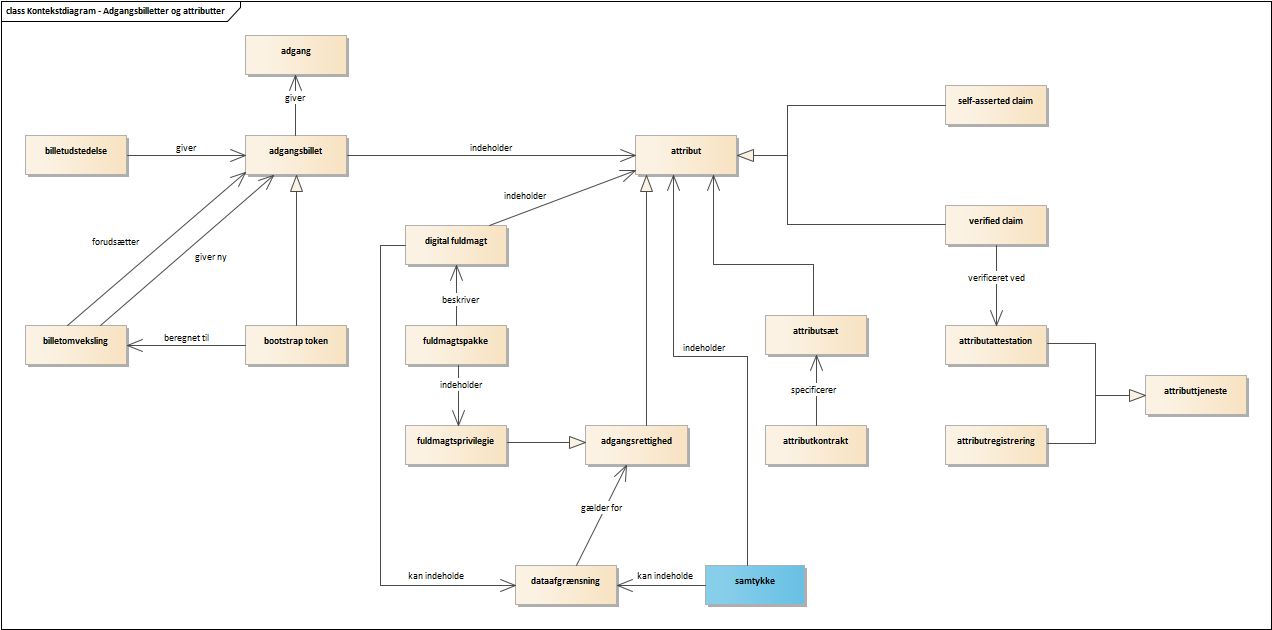 class Kontekstdiagram - Adgangsbilletter og attributter
adgang
giver
self-asserted claim
billetudstedelse
giver
adgangsbillet
indeholder
attribut
indeholder
verified claim
forudsætter
digital fuldmagt
giver ny
verificeret ved
beskriver
billetomveksling
beregnet til
bootstrap token
fuldmagtspakke
indeholder
attributsæt
attributattestation
indeholder
specificerer
attributtjeneste
fuldmagtsprivilegie
adgangsrettighed
attributkontrakt
attributregistrering
gælder for
kan indeholde
dataafgrænsning
kan indeholde
samtykke